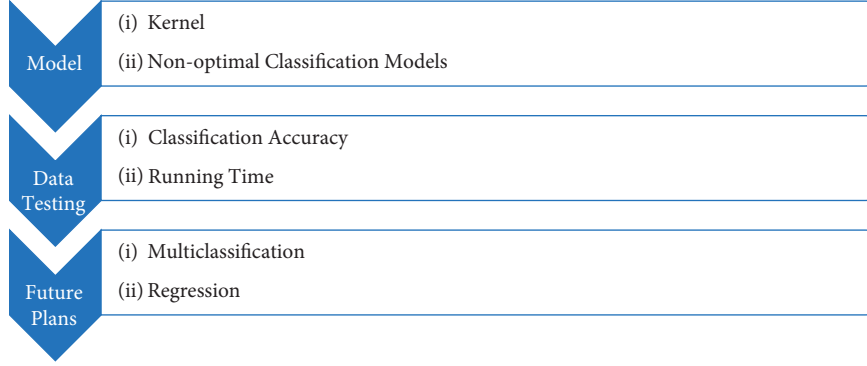 Model
(i) Kernel
(ii) Non-optimal Classification Models
Data
Testing
(i) Classification Accuracy
(ii) Running Time
Future
Plans
(i) Multiclassification
(ii) Regression